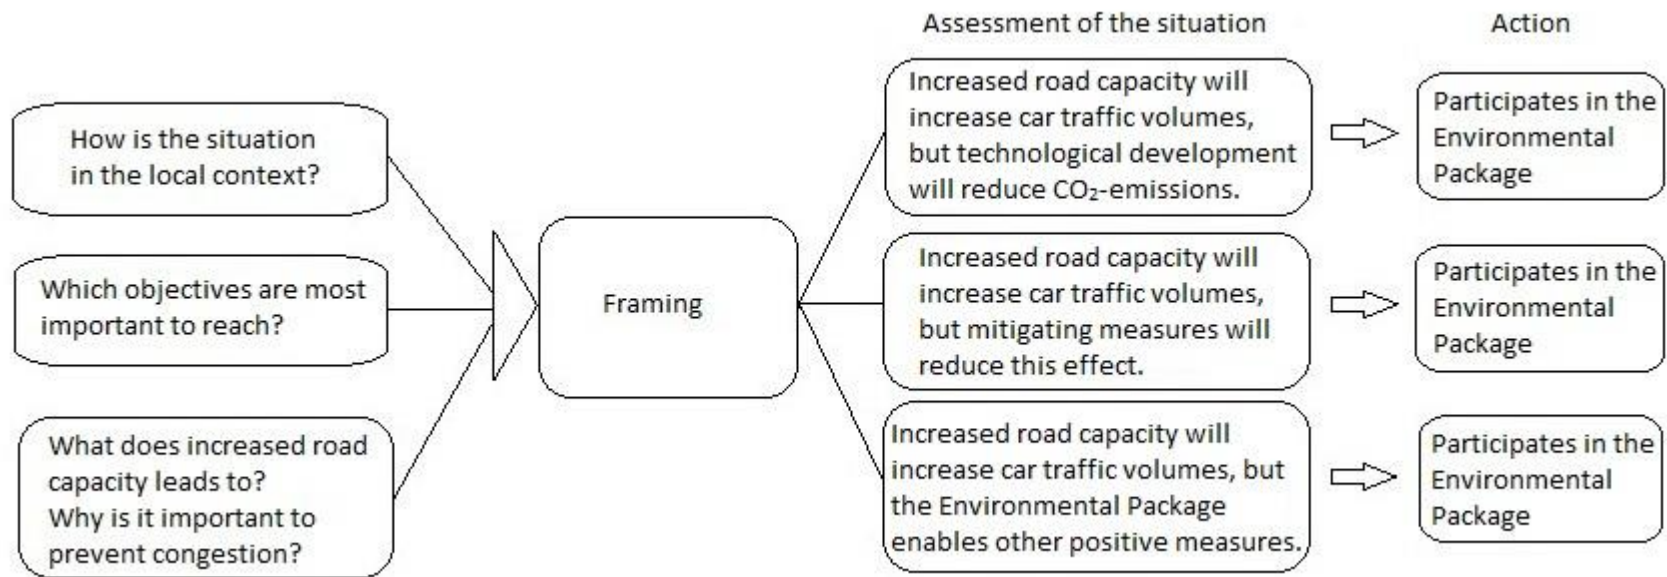 How is the situation
in the local context?
Which objectives are most
important to reach?
What does increased road
capacity leads to?
Why is it important to
prevent congestion?
Framing
Assessment of the situation
Increased road capacity will
increase car traffic volumes,
but technological development
will reduce CO₂-emissions.
Increased road capacity will
increase car traffic volumes,
but mitigating measures will
reduce this effect.
Increased road capacity will
increase car traffic volumes, but
the Environmental Package
enables other positive measures.
Action
Participates in the
Environmental
Package
Participates in the
Environmental
Package
Participates in the
Environmental
Package